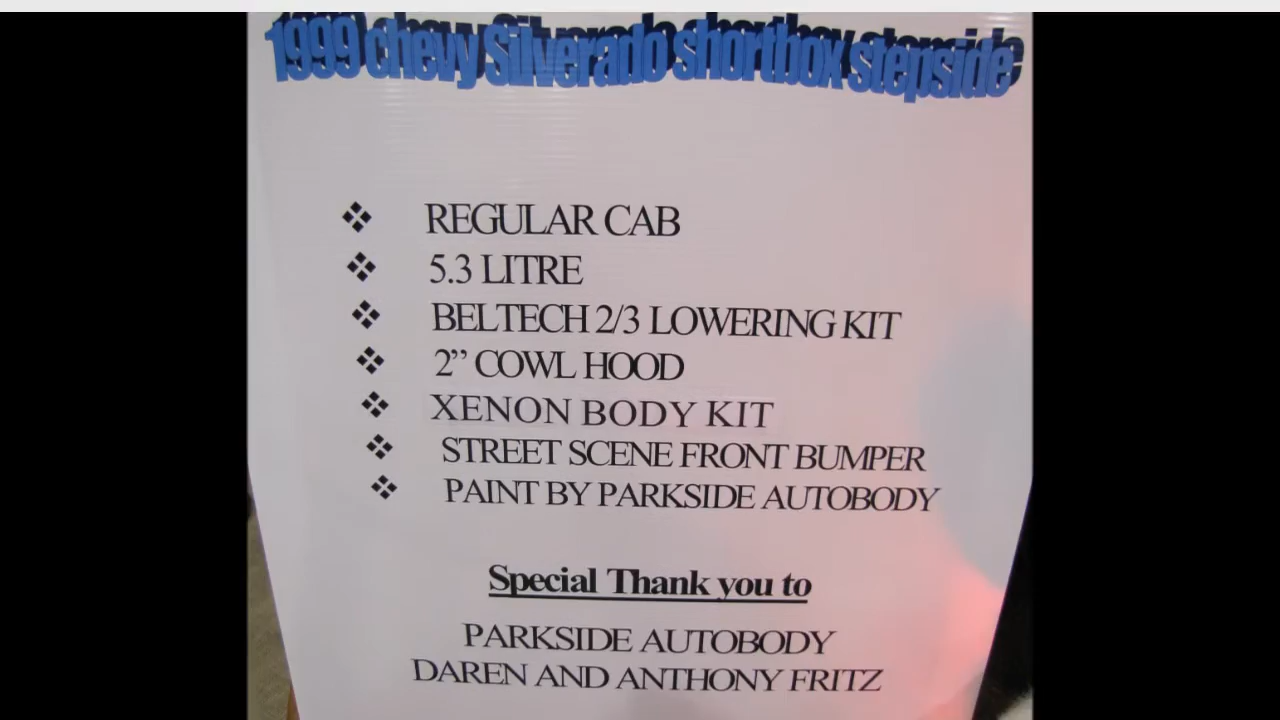 1999 chevy Silverado shortbox stepside
❖ REGULAR CAB
❖ 5.3 LITRE
❖ BELTECH 2/3 LOWERING KIT
❖ 2” COWL HOOD
❖ XENON BODY KIT
❖ STREET SCENE FRONT BUMPER
❖ PAINT BY PARKSIDE AUTOBODY
Special Thank you to
PARKSIDE AUTOBODY
DAREN AND ANTHONY FRITZ